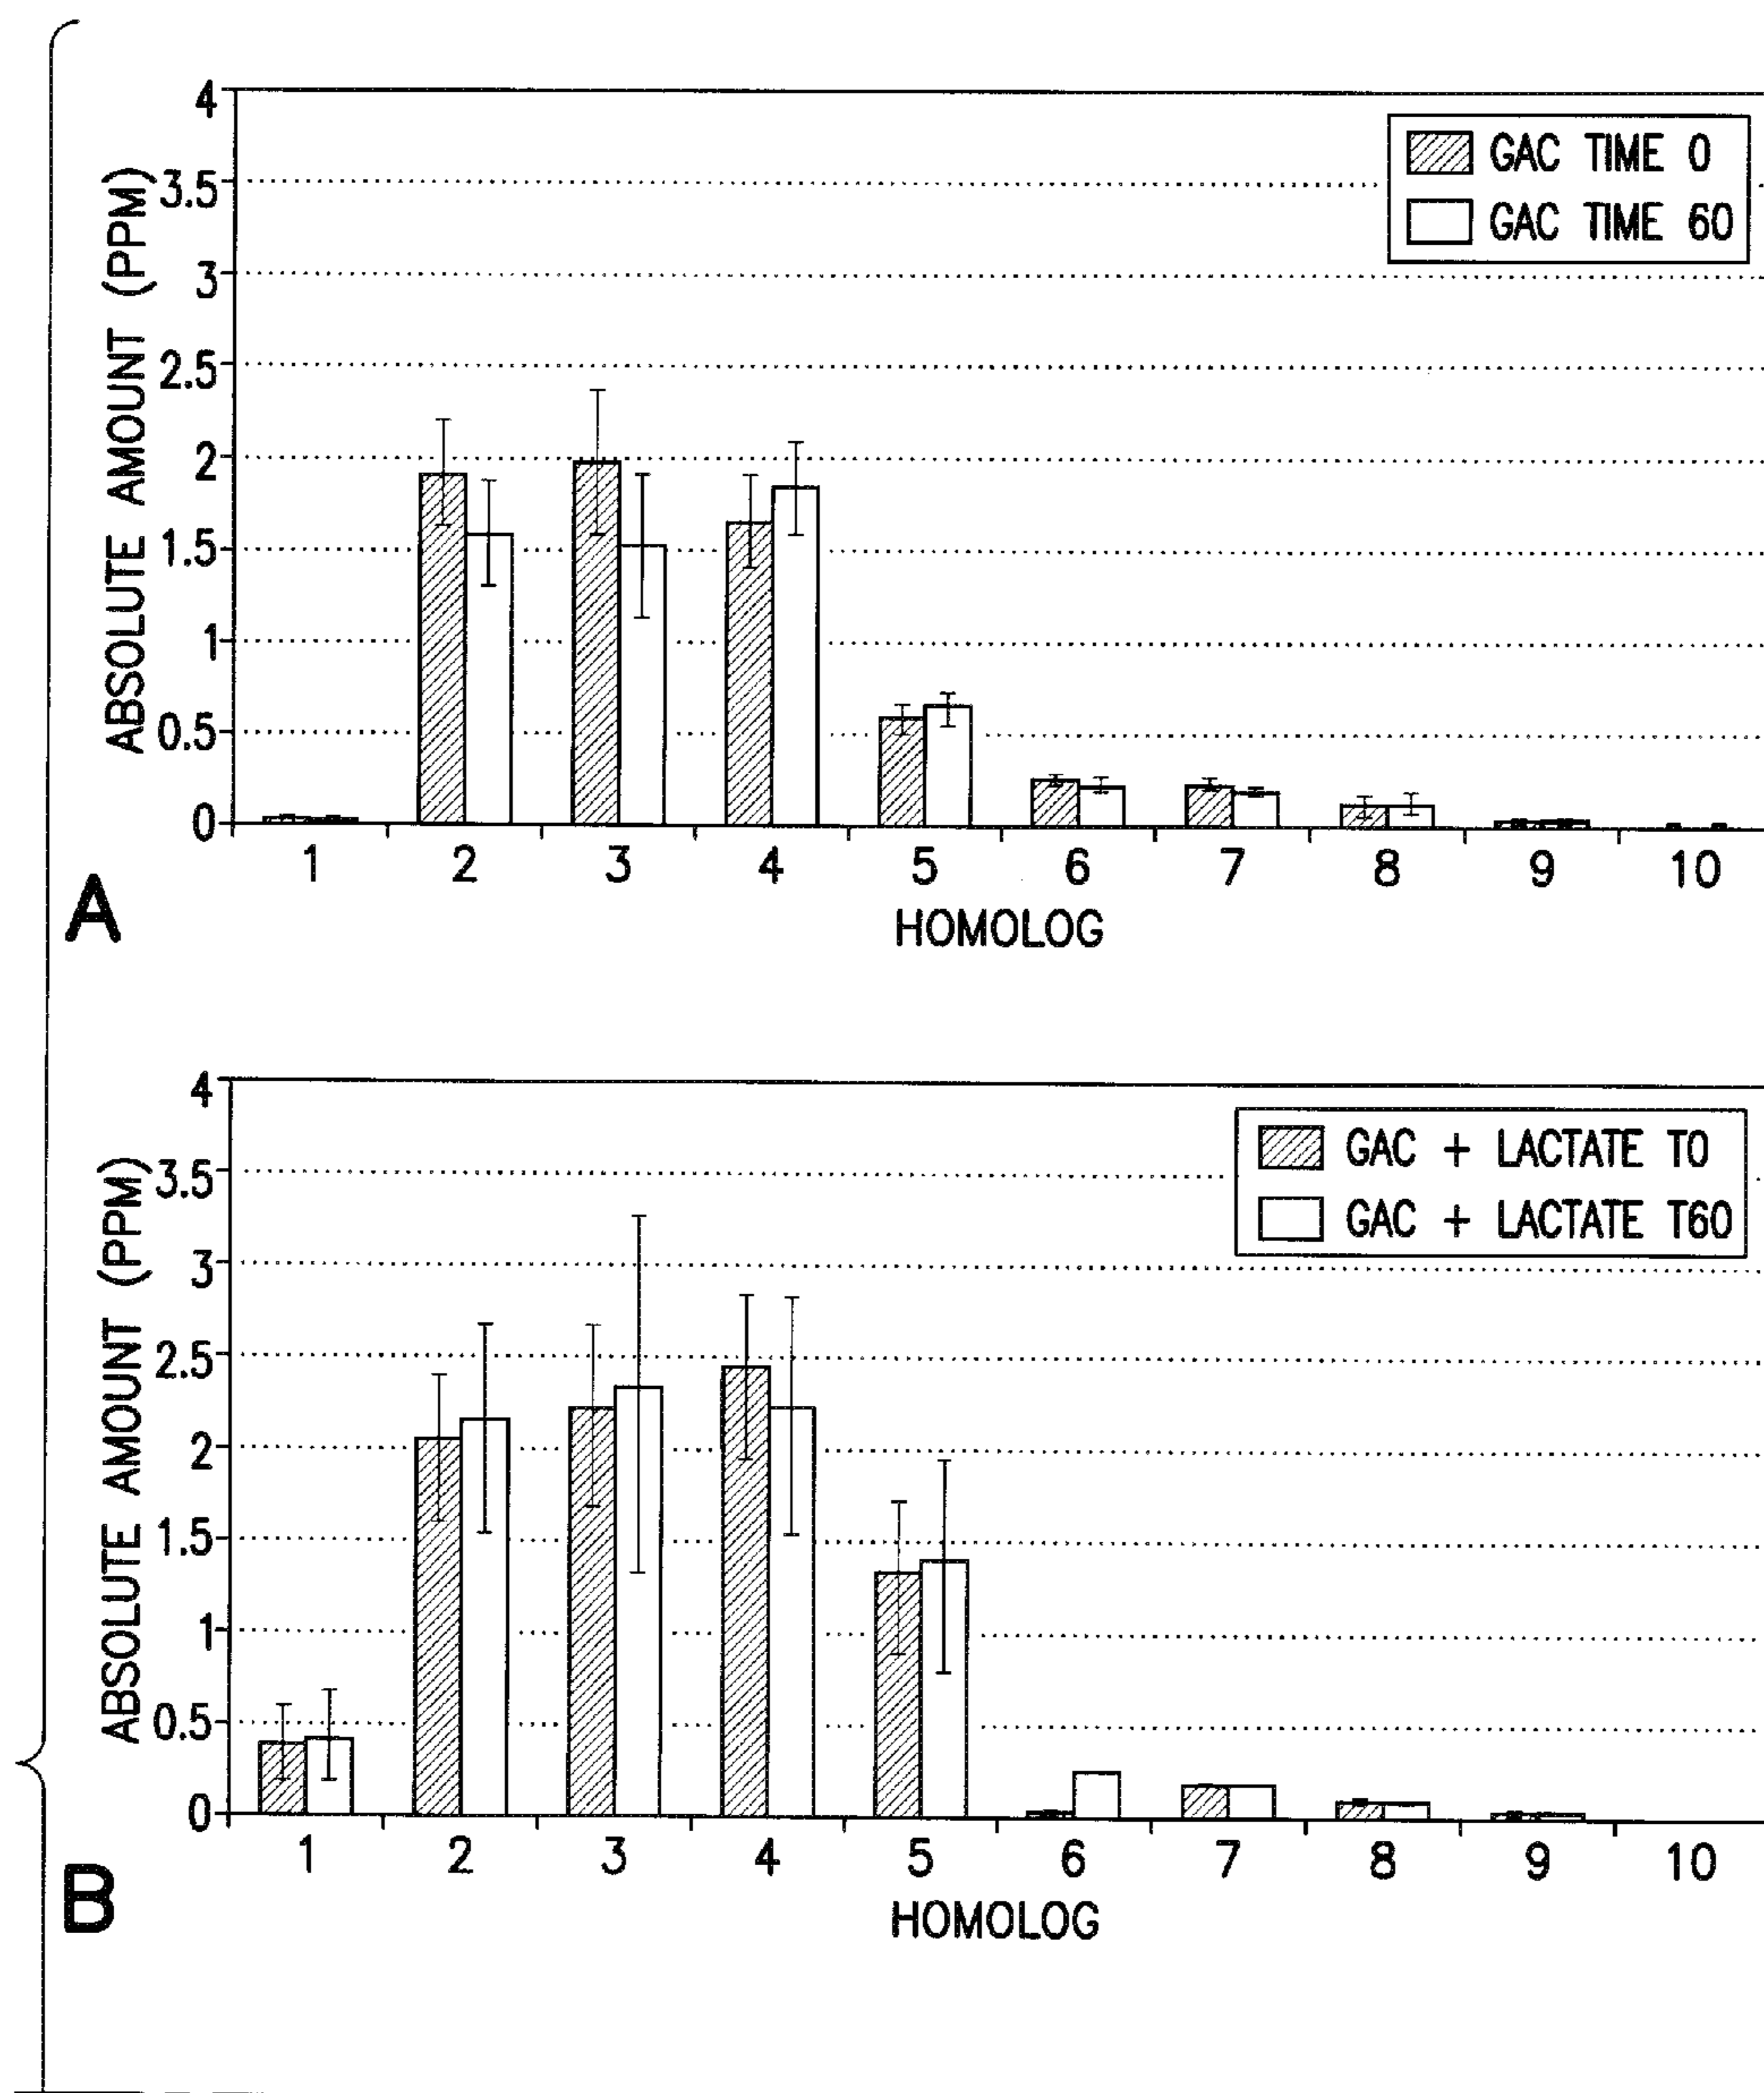 4
3.5
3
2.5
2
1.5
1
0.5
0
ABSOLUTE AMOUNT (PPM)
GAC TIME 0
GAC TIME 60
1 2 3 4 5 6 7 8 9 10
HOMOLOG
A
4
3.5
3
2.5
2
1.5
1
0.5
0
ABSOLUTE AMOUNT (PPM)
GAC + LACTATE T0
GAC + LACTATE T60
1 2 3 4 5 6 7 8 9 10
HOMOLOG
B